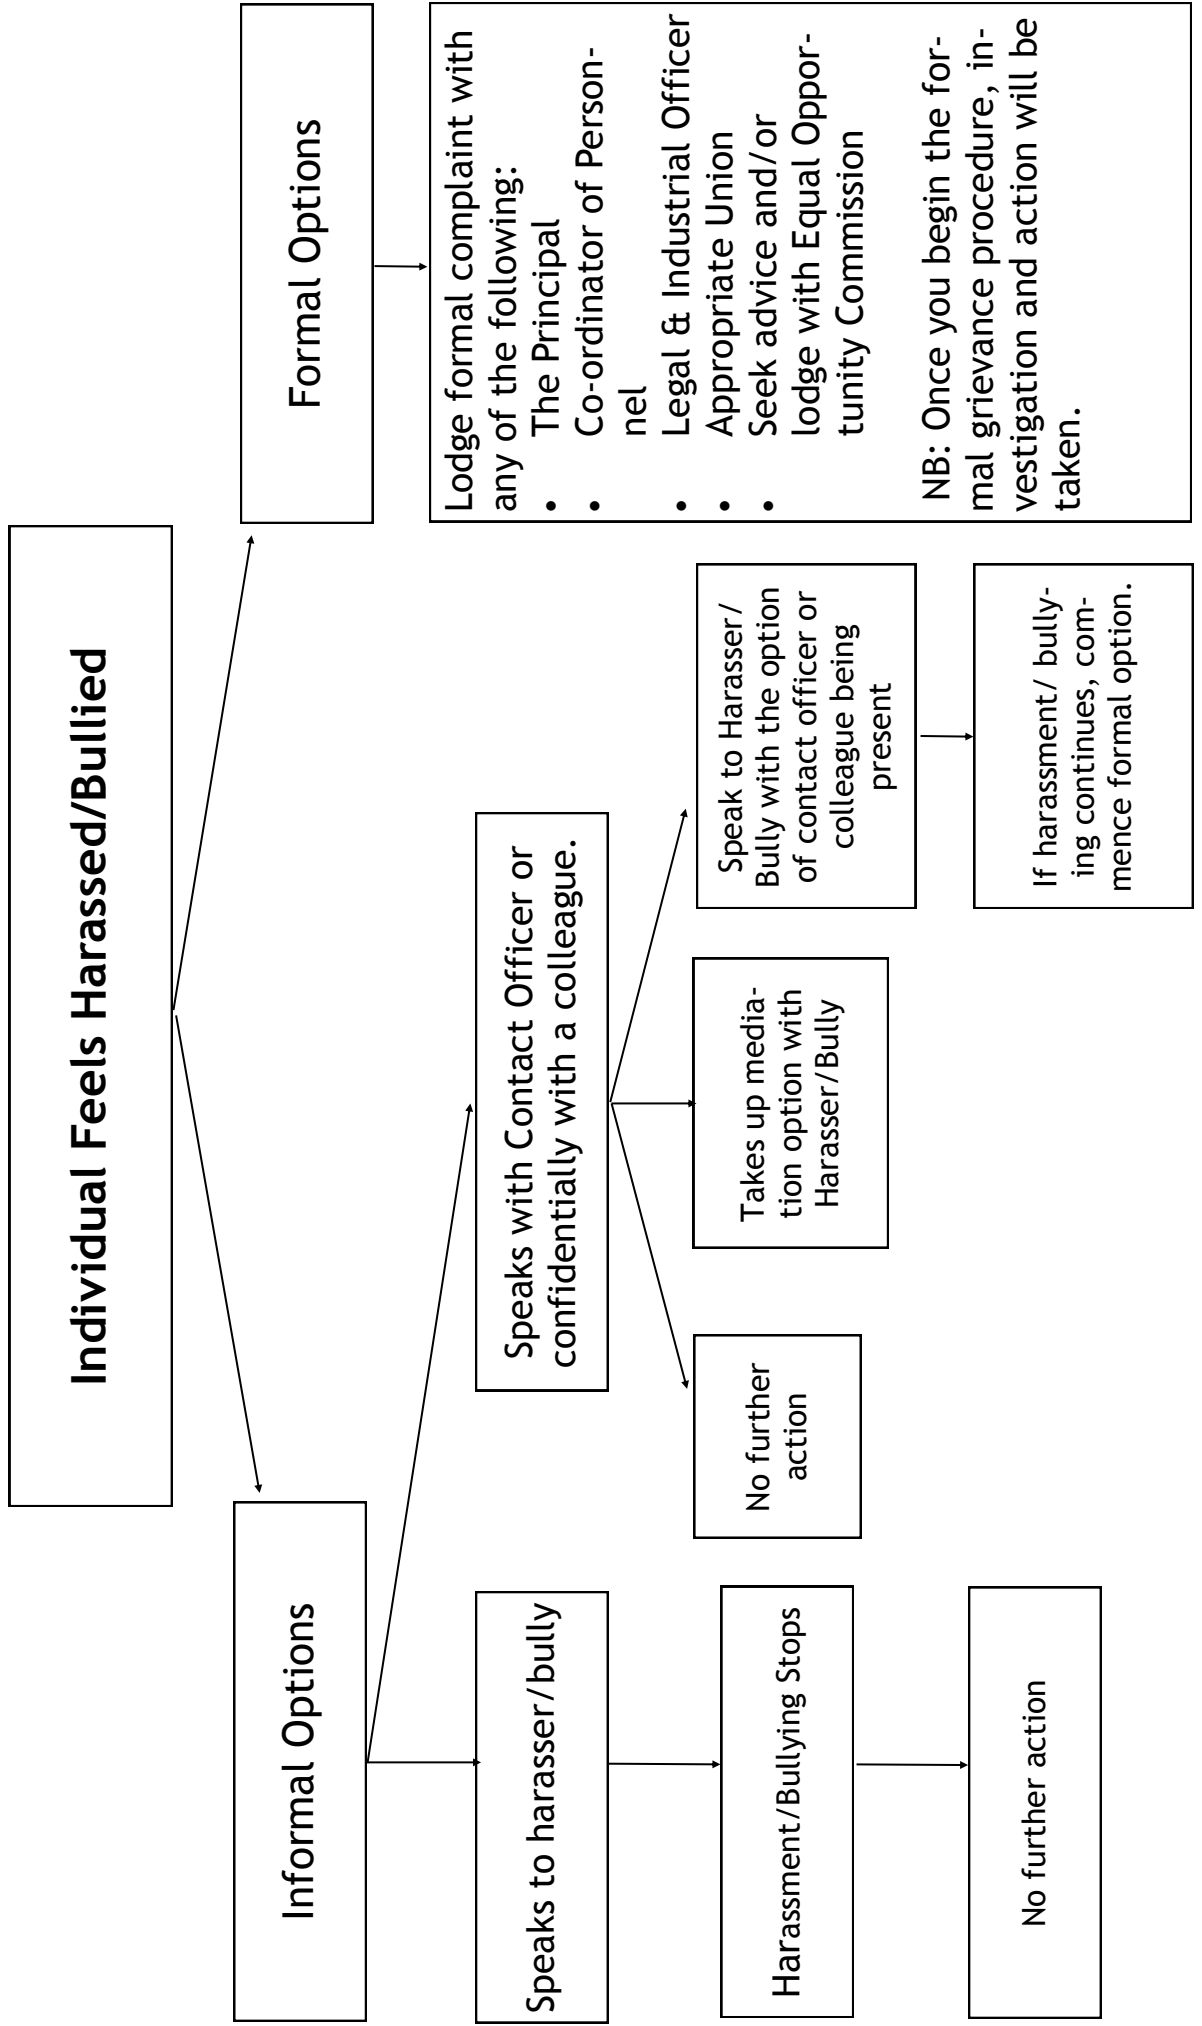 Individual Feels Harassed/Bullied
Informal Options
Formal Options
Speaks to harasser/bully
Speaks with Contact Officer or
confidentially with a colleague.
Lodge formal complaint with
any of the following:
• The Principal
• Co-ordinator of Person-
nel
• Legal & Industrial Officer
• Appropriate Union
• Seek advice and/or
lodge with Equal Oppor-
tunity Commission
NB: Once you begin the for-
mal grievance procedure, in-
vestigation and action will be
taken.
Harassment/Bullying Stops
No further
action
Takes up media-
tion option with
Harasser/Bully
Speak to Harasser/
Bully with the option
of contact officer or
colleague being
present
No further action
If harassment/ bully-
ing continues, com-
mence formal option.